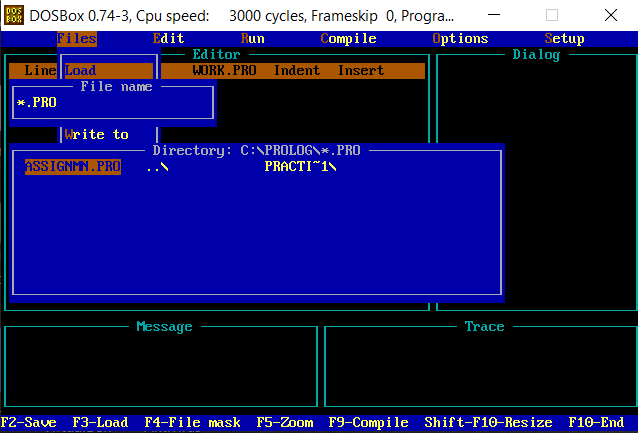 DOSBox 0.74-3, Cpu speed: 3000 cycles, Frameskip 0, Progra...
Files Edit Run Compile Options Setup
Editor Dialog
Line Load WORK.PRO Indent Insert
File name
*.PRO
Write to
Directory: C:\PROLOG\*.PRO
ASSIGNMN.PRO ..\ PRACTI~1\
Message Trace
F2-Save F3-Load F4-File mask F5-Zoom F9-Compile Shift-F10-Resize F10-End